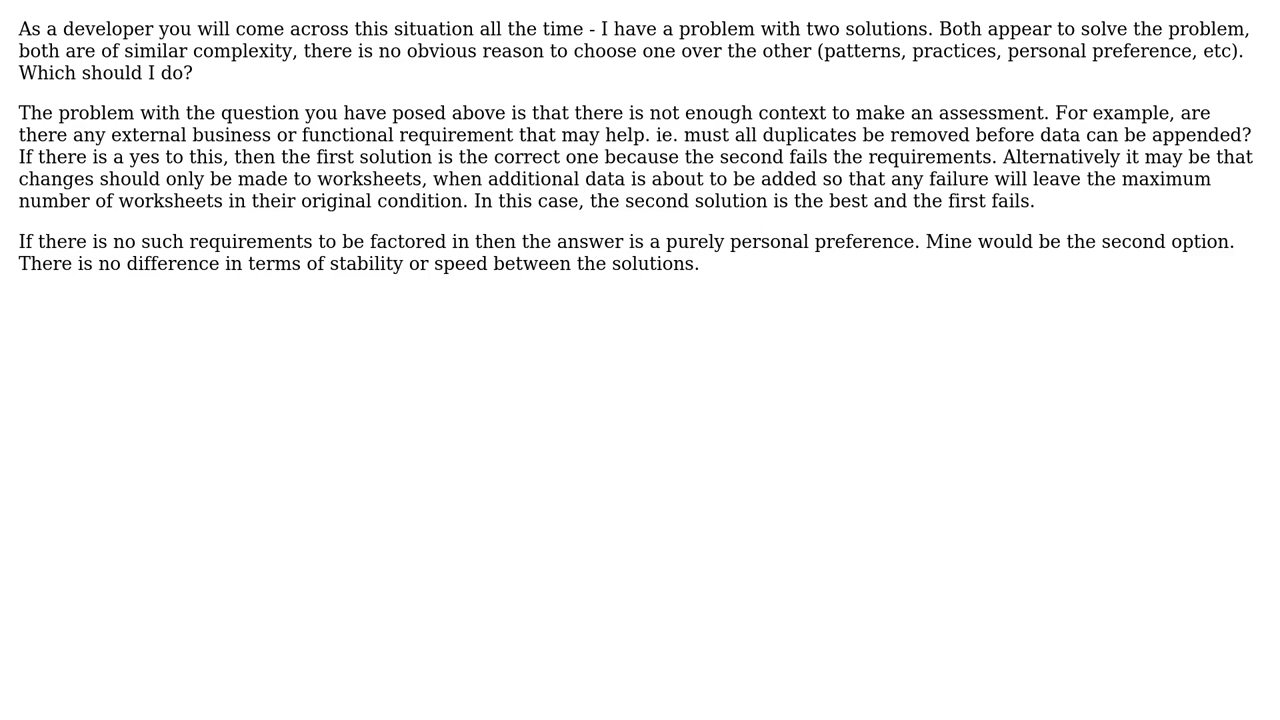 As a developer you will come across this situation all the time - I have a problem with two solutions. Both appear to solve the problem,
both are of similar complexity, there is no obvious reason to choose one over the other (patterns, practices, personal preference, etc).
Which should I do?
The problem with the question you have posed above is that there is not enough context to make an assessment. For example, are
there any external business or functional requirement that may help. ie. must all duplicates be removed before data can be appended?
If there is a yes to this, then the first solution is the correct one because the second fails the requirements. Alternatively it may be that
changes should only be made to worksheets, when additional data is about to be added so that any failure will leave the maximum
number of worksheets in their original condition. In this case, the second solution is the best and the first fails.
If there is no such requirements to be factored in then the answer is a purely personal preference. Mine would be the second option.
There is no difference in terms of stability or speed between the solutions.